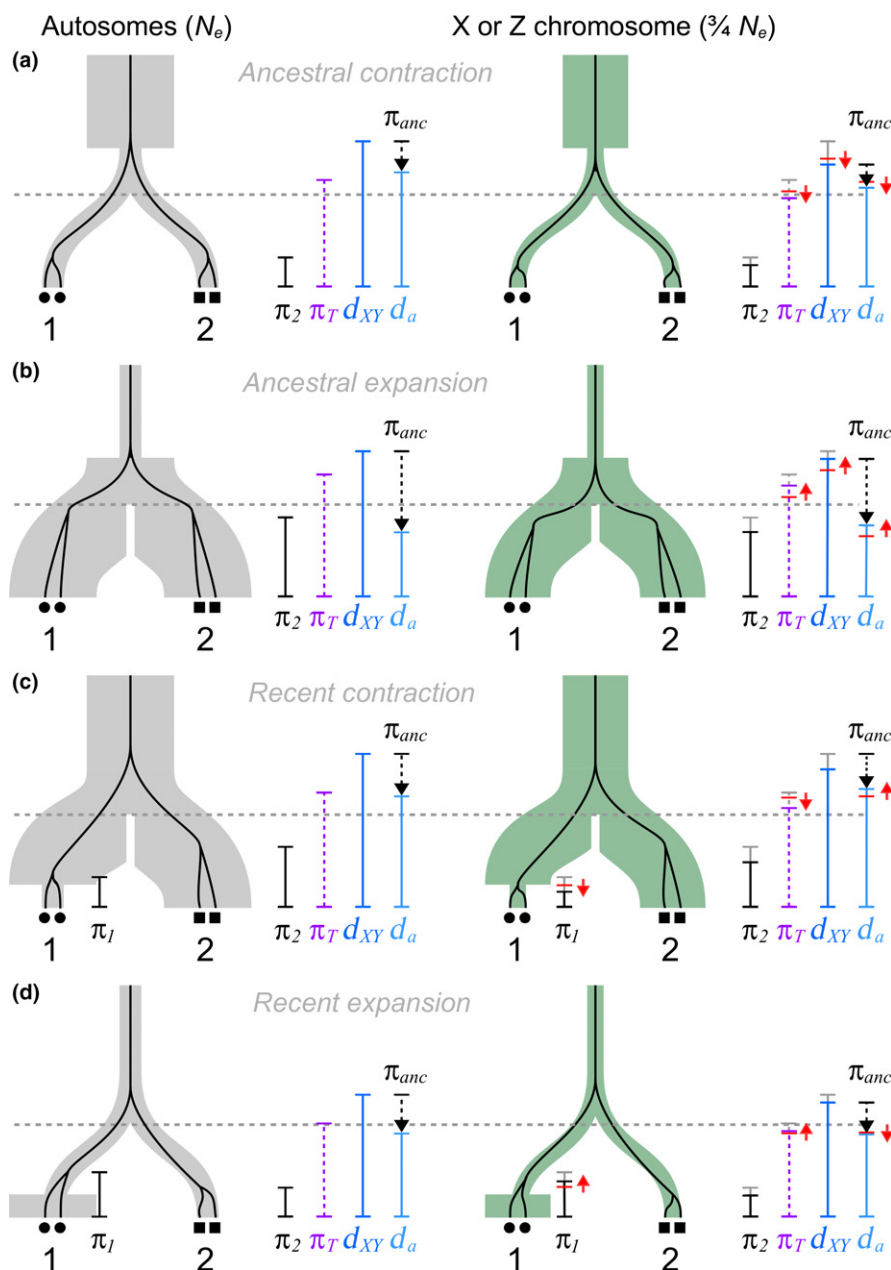 Autosomes (Ne) X or Z chromosome (¾ Ne)
(a) Ancestral contraction
πanc πanc
π2 πT dXY da π2 πT dXY da
1 2 1 2
(b) Ancestral expansion
πanc πanc
π2 πT dXY da π2 πT dXY da
1 2 1 2
(c) Recent contraction
πanc πanc
π1 π2 πT dXY da π1 π2 πT dXY da
1 2 1 2
(d) Recent expansion
πanc πanc
π1 π2 πT dXY da π1 π2 πT dXY da
1 2 1 2